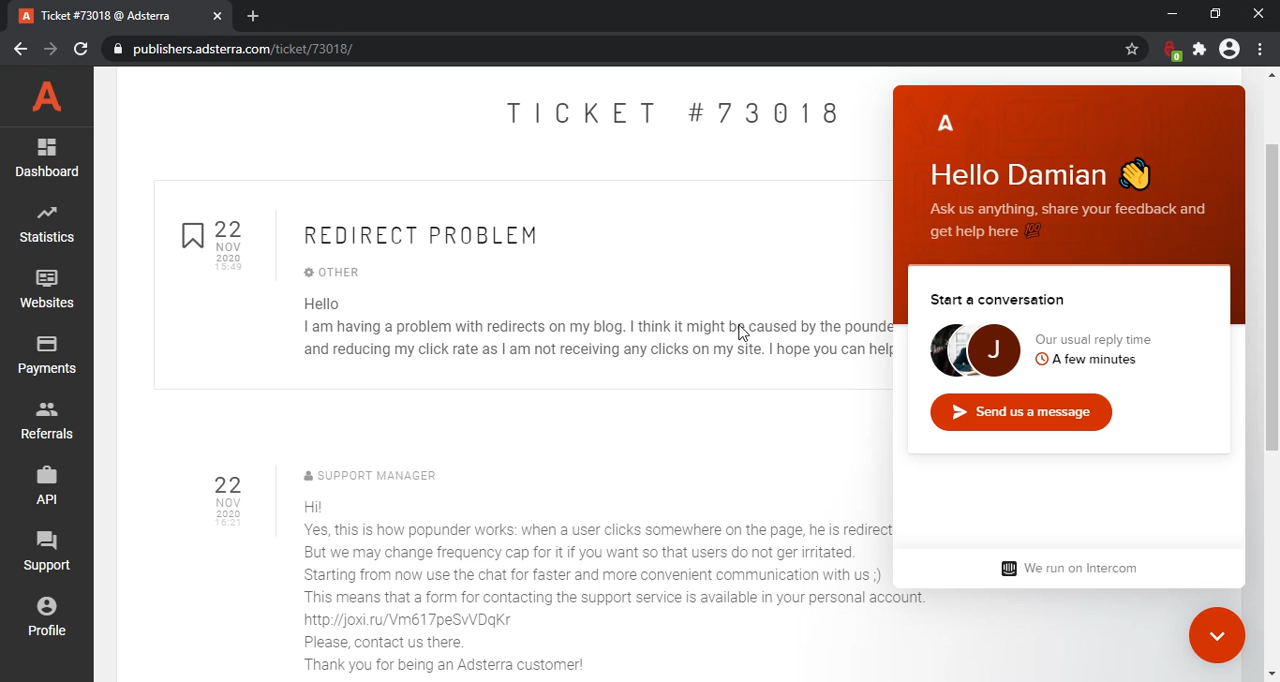 Ticket #73018 @ Adsterra
publishers.adsterra.com/ticket/73018/
0
Dashboard
Statistics
Websites
Payments
Referrals
API
Support
Profile
TICKET #73018
22
NOV
2020
15:49
REDIRECT PROBLEM
OTHER
Hello
I am having a problem with redirects on my blog. I think it might be caused by the pounde
and reducing my click rate as I am not receiving any clicks on my site. I hope you can help
22
NOV
2020
16:21
SUPPORT MANAGER
Hi!
Yes, this is how popunder works: when a user clicks somewhere on the page, he is redirect
But we may change frequency cap for it if you want so that users do not ger irritated.
Starting from now use the chat for faster and more convenient communication with us ;)
This means that a form for contacting the support service is available in your personal account.
http://joxi.ru/Vm617peSvVDqKr
Please, contact us there.
Thank you for being an Adsterra customer!
Hello Damian 👋
Ask us anything, share your feedback and
get help here 💯
Start a conversation
J
Our usual reply time
A few minutes
Send us a message
We run on Intercom